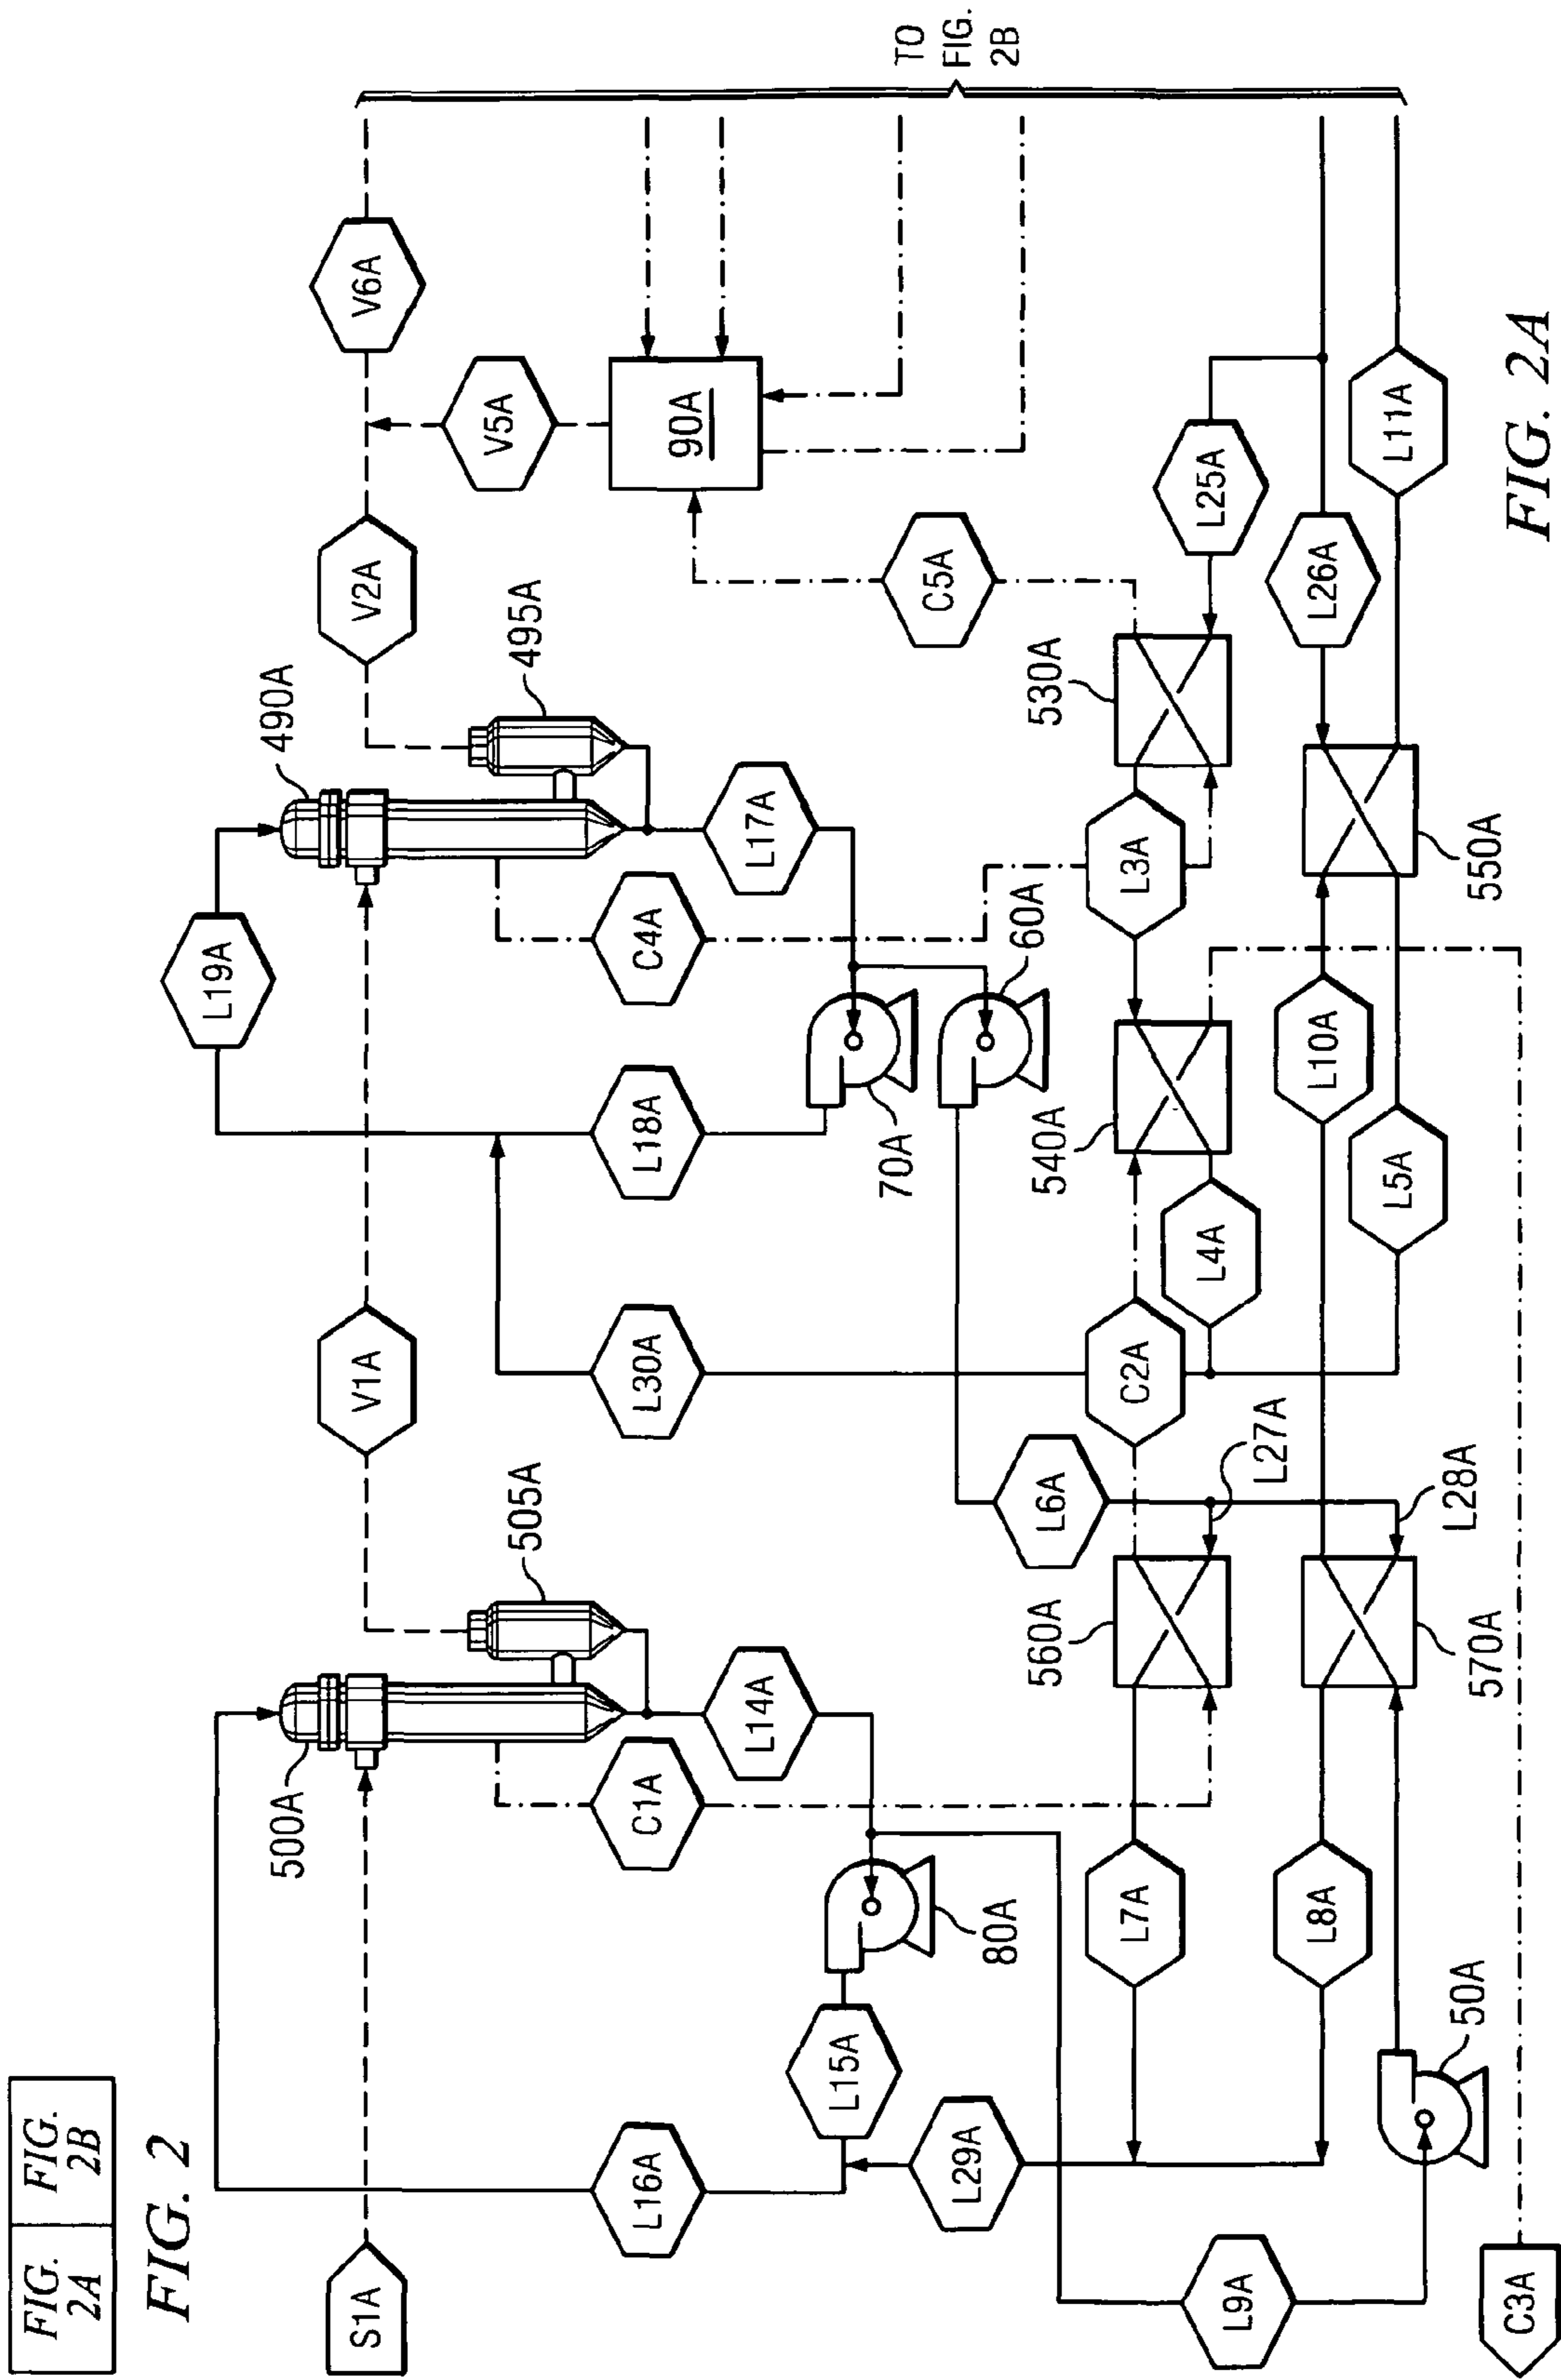 FIG.
2A
FIG.
2B
FIG. 2
S1A
L16A
L19A
500A
505A
V1A
490A
495A
V2A
V6A
V5A
90A
TO
FIG.
2B
C1A
L14A
L15A
80A
L29A
L9A
L30A
L18A
C4A
L17A
70A
60A
L6A
C5A
L7A
560A
L27A
C2A
540A
L4A
L3A
530A
L25A
L8A
570A
L28A
L10A
L26A
L5A
550A
L11A
50A
C3A
FIG. 2A